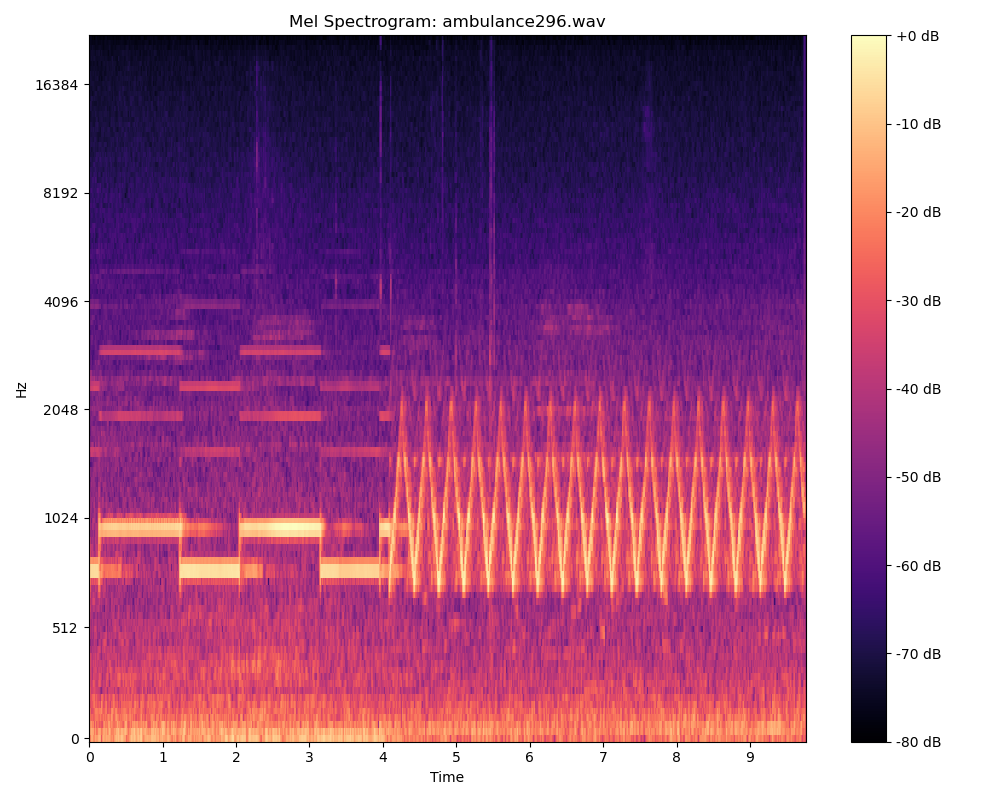 Mel Spectrogram: ambulance296.wav
+0 dB
16384
-10 dB
8192
-20 dB
4096
-30 dB
Hz
-40 dB
2048
-50 dB
1024
-60 dB
512
-70 dB
0
-80 dB
0 1 2 3 4 5 6 7 8 9
Time